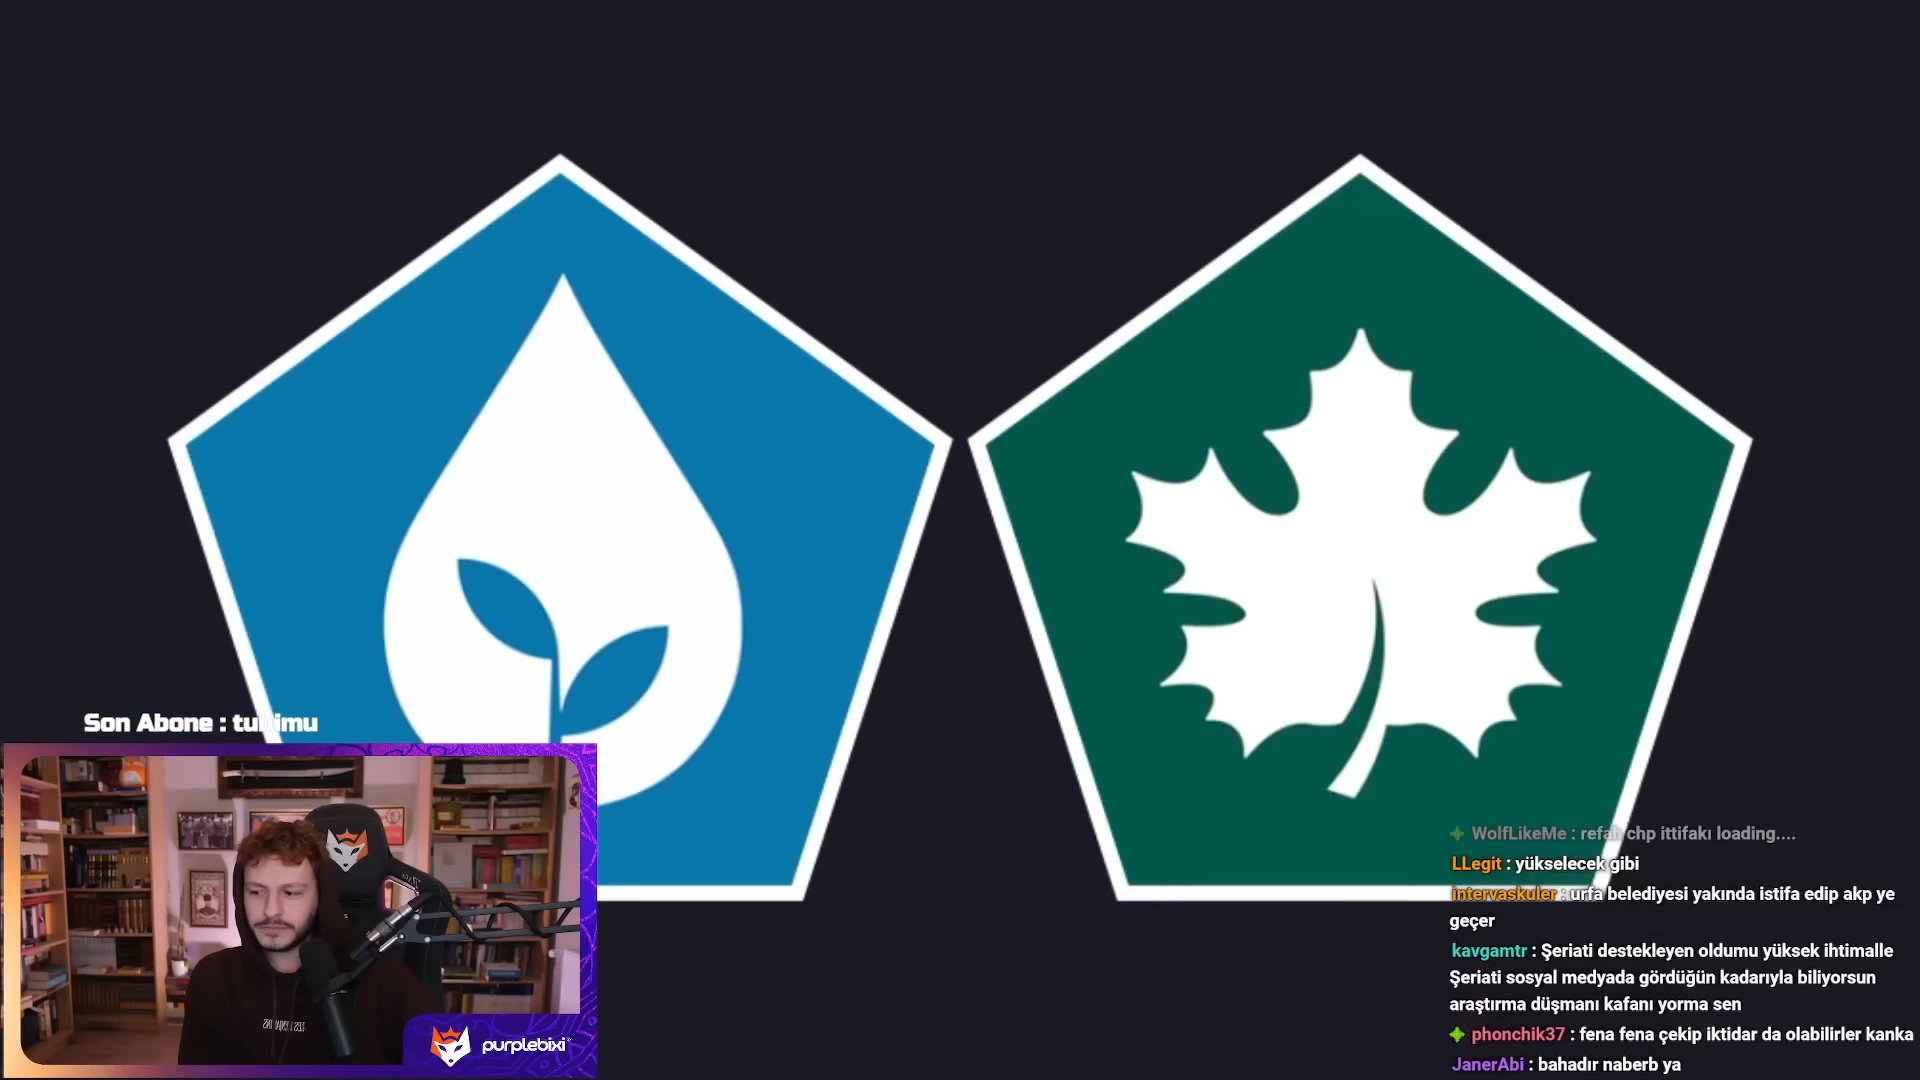 Son Abone : tu
imu
purplebixi
WolfLikeMe : refah chp ittifakı loading....
LLegit : yükselecek gibi
intervaskuler : urfa belediyesi yakında istifa edip akp ye
geçer
kavgamtr : Şeriati destekleyen oldumu yüksek ihtimalle
Şeriati sosyal medyada gördüğün kadarıyla biliyorsun
araştırma düşmanı kafanı yorma sen
phonchik37 : fena fena çekip iktidar da olabilirler kanka
JanerAbi : bahadır naberb ya